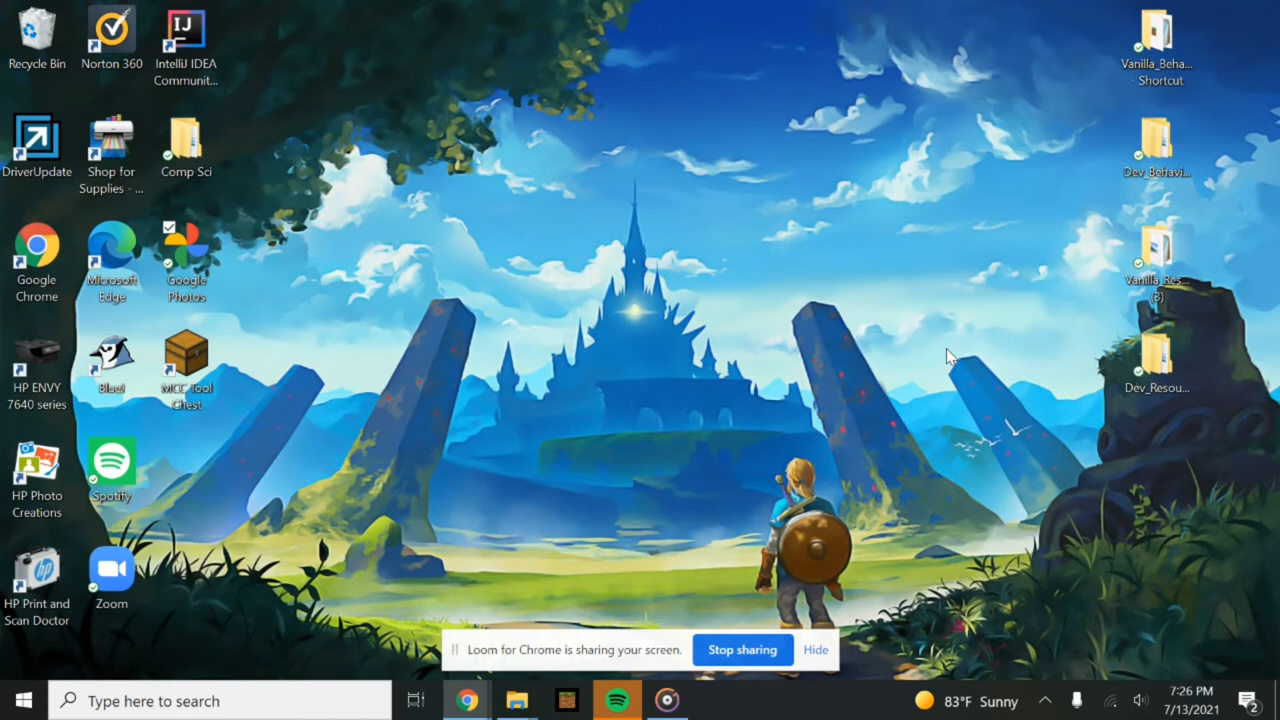 Recycle Bin
Norton 360
IntelliJ IDEA
Communit...
DriverUpdate
Shop for
Supplies - ...
Comp Sci
Google
Chrome
Microsoft
Edge
Google
Photos
HP ENVY
7640 series
BlueJ
MCC Tool
Chest
HP Photo
Creations
Spotify
HP Print and
Scan Doctor
Zoom
Vanilla_Beha...
- Shortcut
Dev_Behavi...
Vanilla_Res...
(B)
Dev_Resou...
Loom for Chrome is sharing your screen.
Stop sharing
Hide
Type here to search
83°F Sunny
7:26 PM
7/13/2021
2
IJ
hp